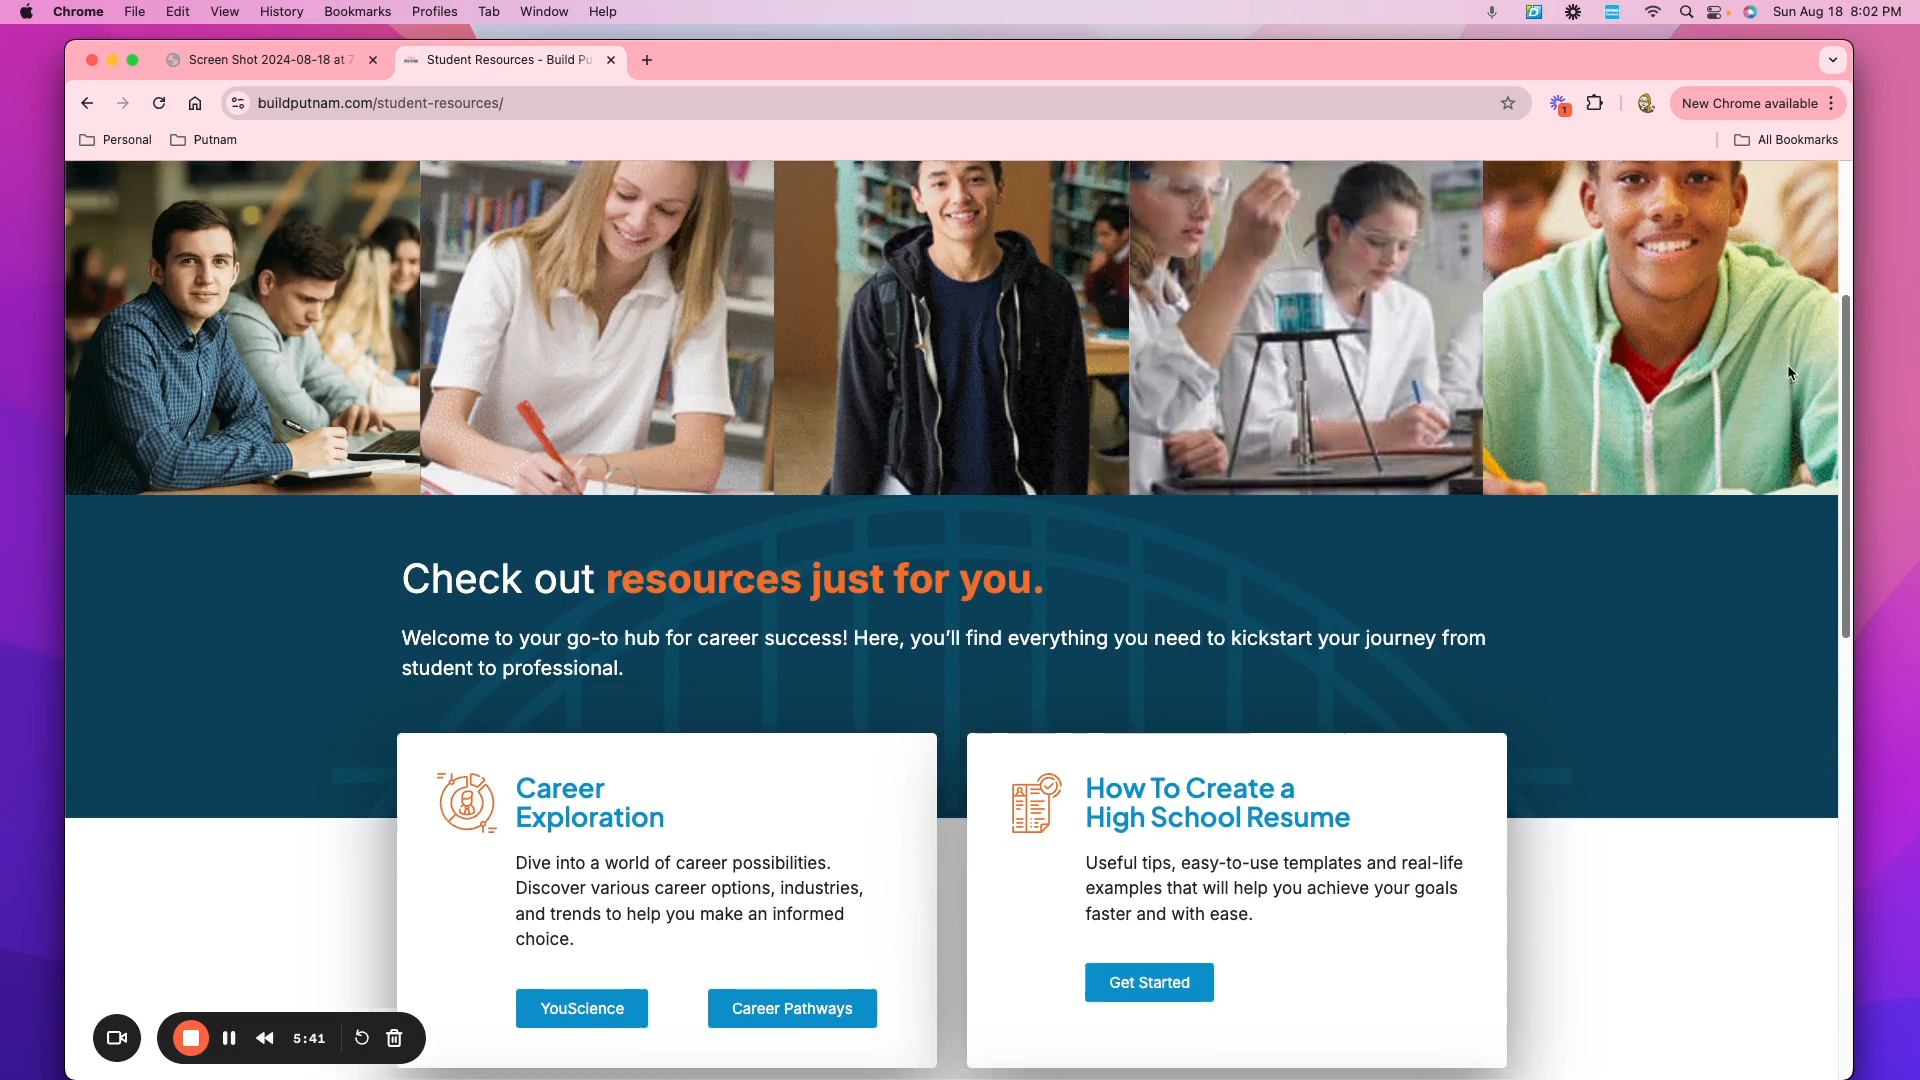 Chrome File Edit View History Bookmarks Profiles Tab Window Help Sun Aug 18 8:02 PM
Screen Shot 2024-08-18 at 7 Student Resources - Build Pu
buildputnam.com/student-resources/ 1 New Chrome available
Personal Putnam All Bookmarks
Check out resources just for you.
Welcome to your go-to hub for career success! Here, you'll find everything you need to kickstart your journey from
student to professional.
Career
Exploration
Dive into a world of career possibilities.
Discover various career options, industries,
and trends to help you make an informed
choice.
YouScience Career Pathways
How To Create a
High School Resume
Useful tips, easy-to-use templates and real-life
examples that will help you achieve your goals
faster and with ease.
Get Started
5:41